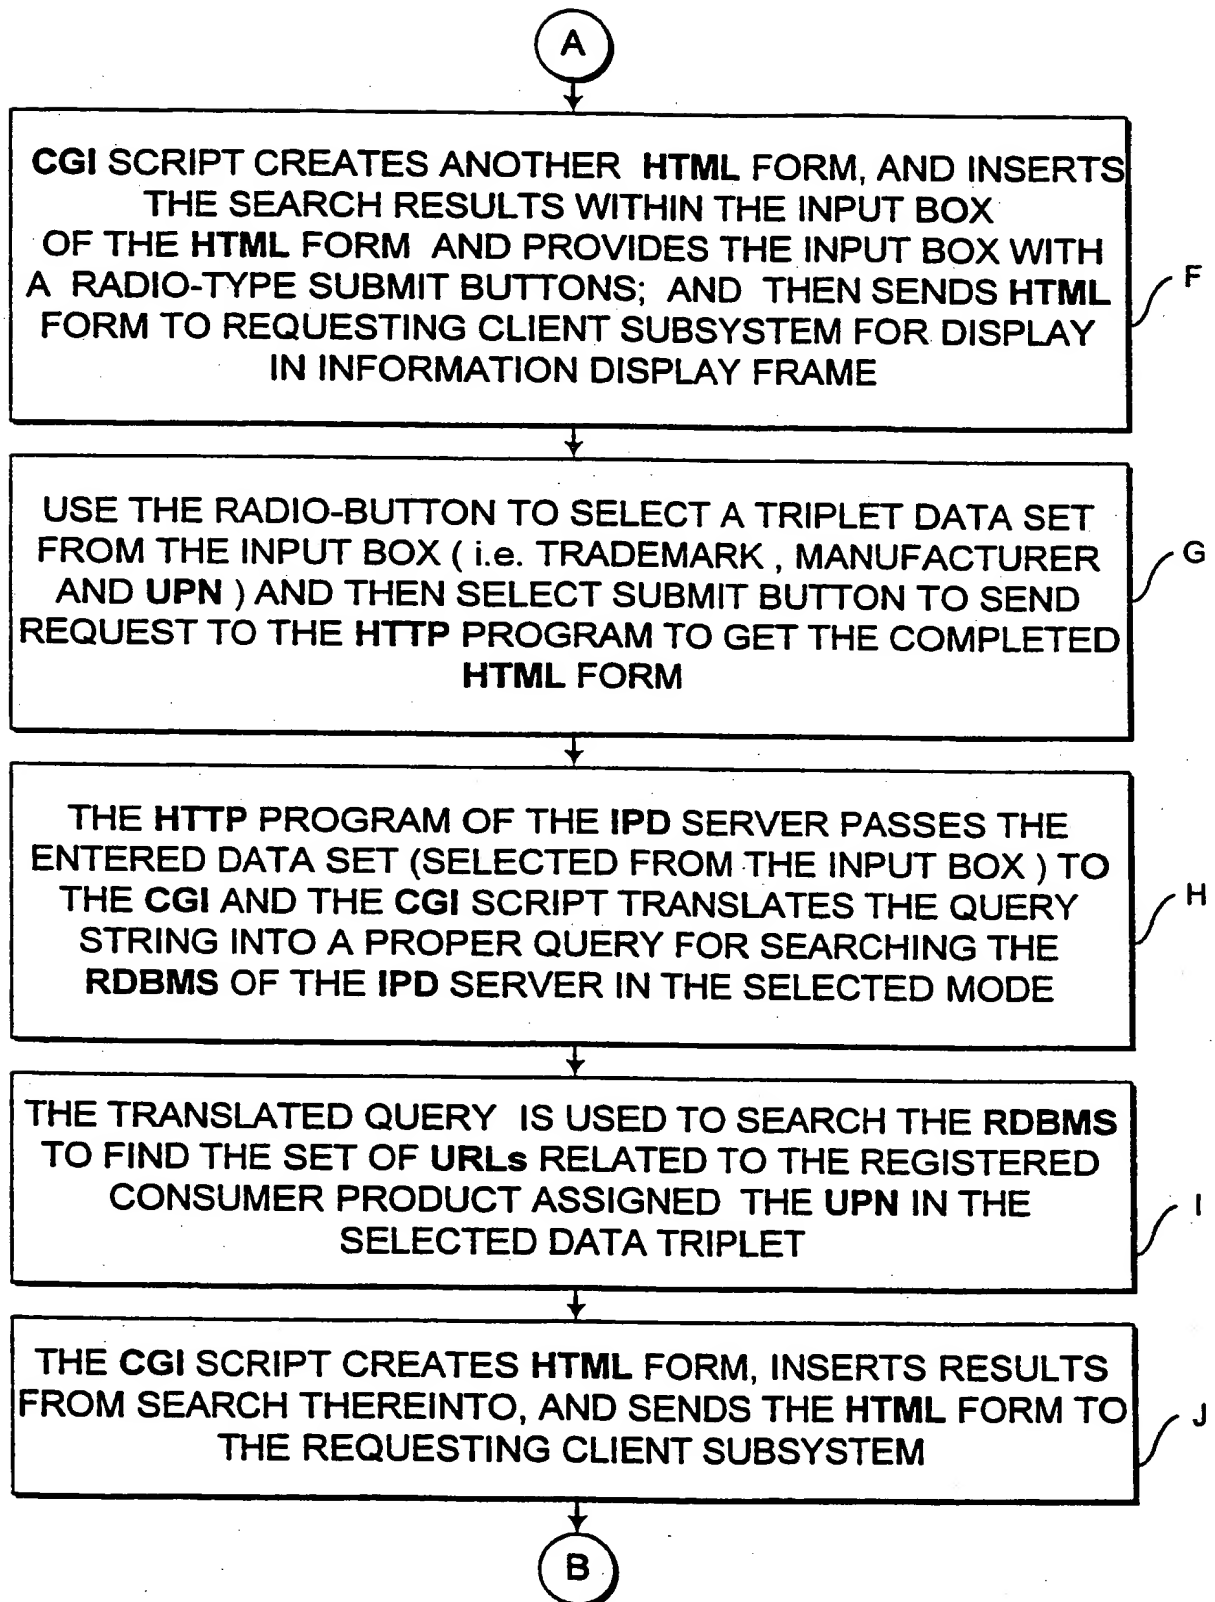 A
CGI SCRIPT CREATES ANOTHER HTML FORM, AND INSERTS
THE SEARCH RESULTS WITHIN THE INPUT BOX
OF THE HTML FORM AND PROVIDES THE INPUT BOX WITH
A RADIO-TYPE SUBMIT BUTTONS; AND THEN SENDS HTML
FORM TO REQUESTING CLIENT SUBSYSTEM FOR DISPLAY
IN INFORMATION DISPLAY FRAME
F
USE THE RADIO-BUTTON TO SELECT A TRIPLET DATA SET
FROM THE INPUT BOX ( i.e. TRADEMARK , MANUFACTURER
AND UPN ) AND THEN SELECT SUBMIT BUTTON TO SEND
REQUEST TO THE HTTP PROGRAM TO GET THE COMPLETED
HTML FORM
G
THE HTTP PROGRAM OF THE IPD SERVER PASSES THE
ENTERED DATA SET (SELECTED FROM THE INPUT BOX ) TO
THE CGI AND THE CGI SCRIPT TRANSLATES THE QUERY
STRING INTO A PROPER QUERY FOR SEARCHING THE
RDBMS OF THE IPD SERVER IN THE SELECTED MODE
H
THE TRANSLATED QUERY IS USED TO SEARCH THE RDBMS
TO FIND THE SET OF URLs RELATED TO THE REGISTERED
CONSUMER PRODUCT ASSIGNED THE UPN IN THE
SELECTED DATA TRIPLET
I
THE CGI SCRIPT CREATES HTML FORM, INSERTS RESULTS
FROM SEARCH THEREINTO, AND SENDS THE HTML FORM TO
THE REQUESTING CLIENT SUBSYSTEM
J
B